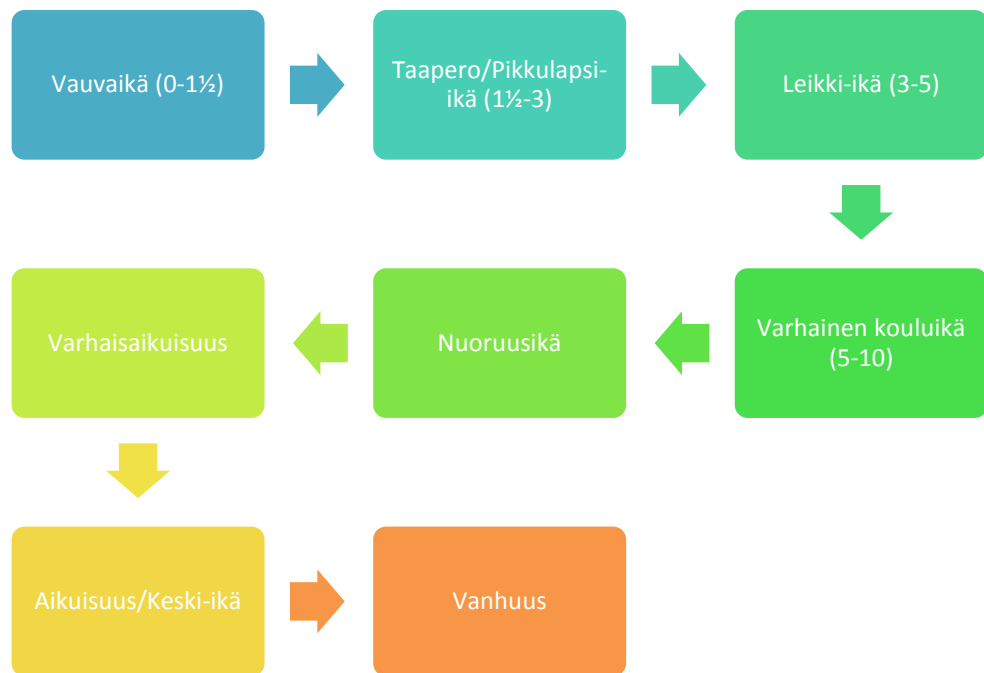 Vauvaikä (0-1½)
Taapero/Pikkulapsi-
ikä (1½-3)
Leikki-ikä (3-5)
Varhainen kouluikä
(5-10)
Nuoruusikä
Varhaisaikuisuus
Aikuisuus/Keski-ikä
Vanhuus